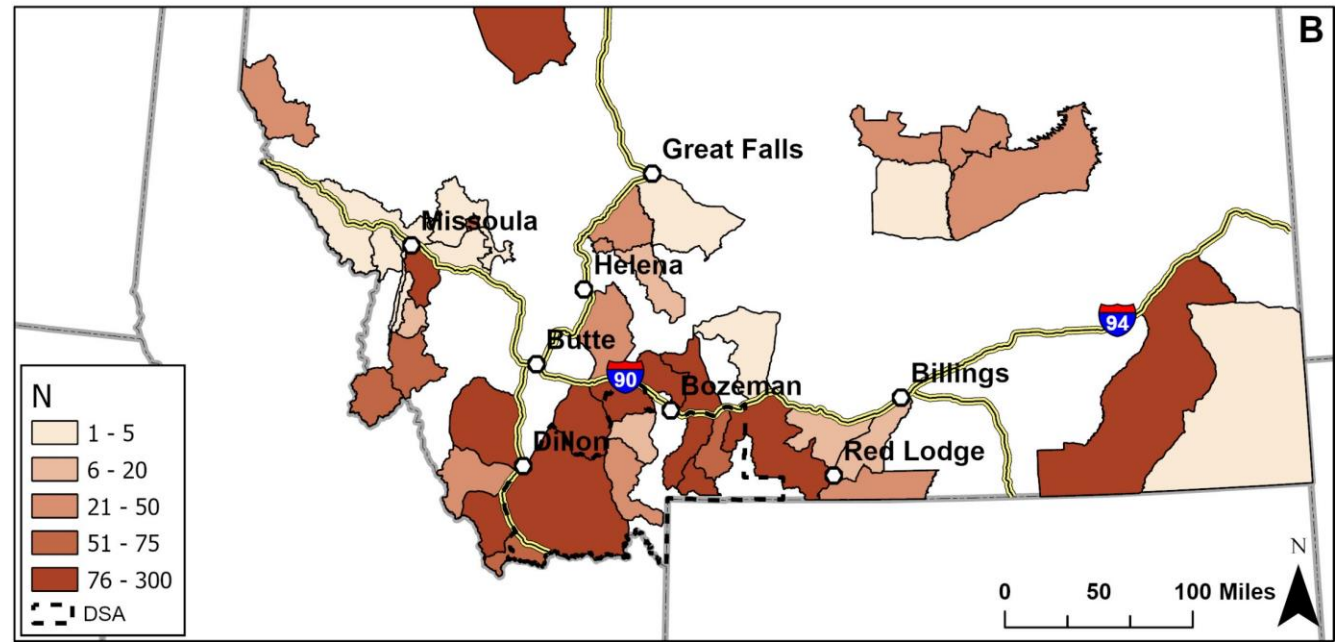 B
Great Falls
Missoula
Helena
94
Butte
90
Billings
Bozeman
Dillon
Red Lodge
N
1 - 5
6 - 20
21 - 50
51 - 75
76 - 300
DSA
N
0 50 100 Miles